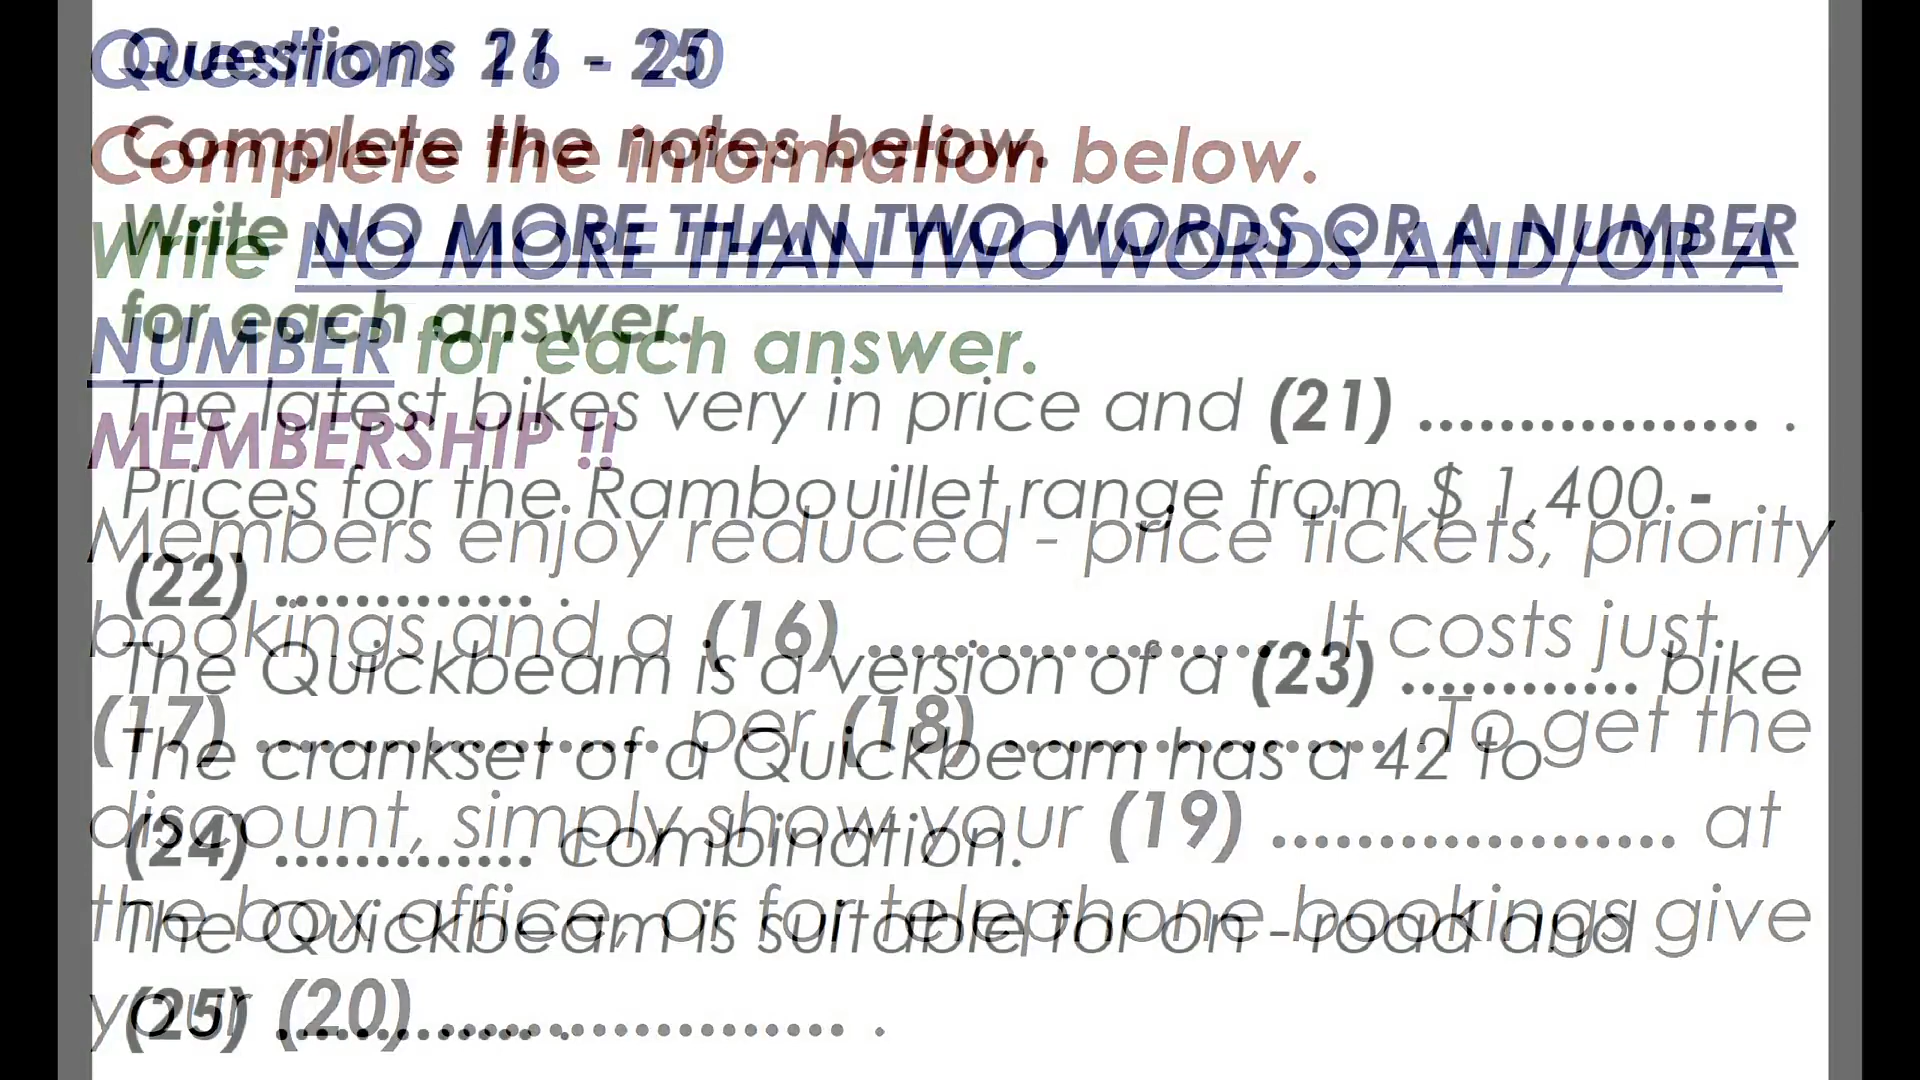 Questions 16 - 20
Complete the information below.
Write NO MORE THAN TWO WORDS AND/OR A
NUMBER for each answer.
MEMBERSHIP !!
Members enjoy reduced - price tickets, priority
bookings and a (16) ................... . It costs just
(17) ................... per (18) .................. . To get the
discount, simply show your (19) ................... at
the box office, or for telephone bookings give
your (20) ........................... .
Questions 21 - 25
Complete the notes below.
Write NO MORE THAN TWO WORDS OR A NUMBER
for each answer.
The latest bikes very in price and (21) ................. .
Prices for the Rambouillet range from $ 1,400 -
(22) ............. .
The Quickbeam is a version of a (23) ............ bike
The crankset of a Quickbeam has a 42 to
(24) ............. combination.
The Quickbeam is suitable for on - road and
(25) ............. .